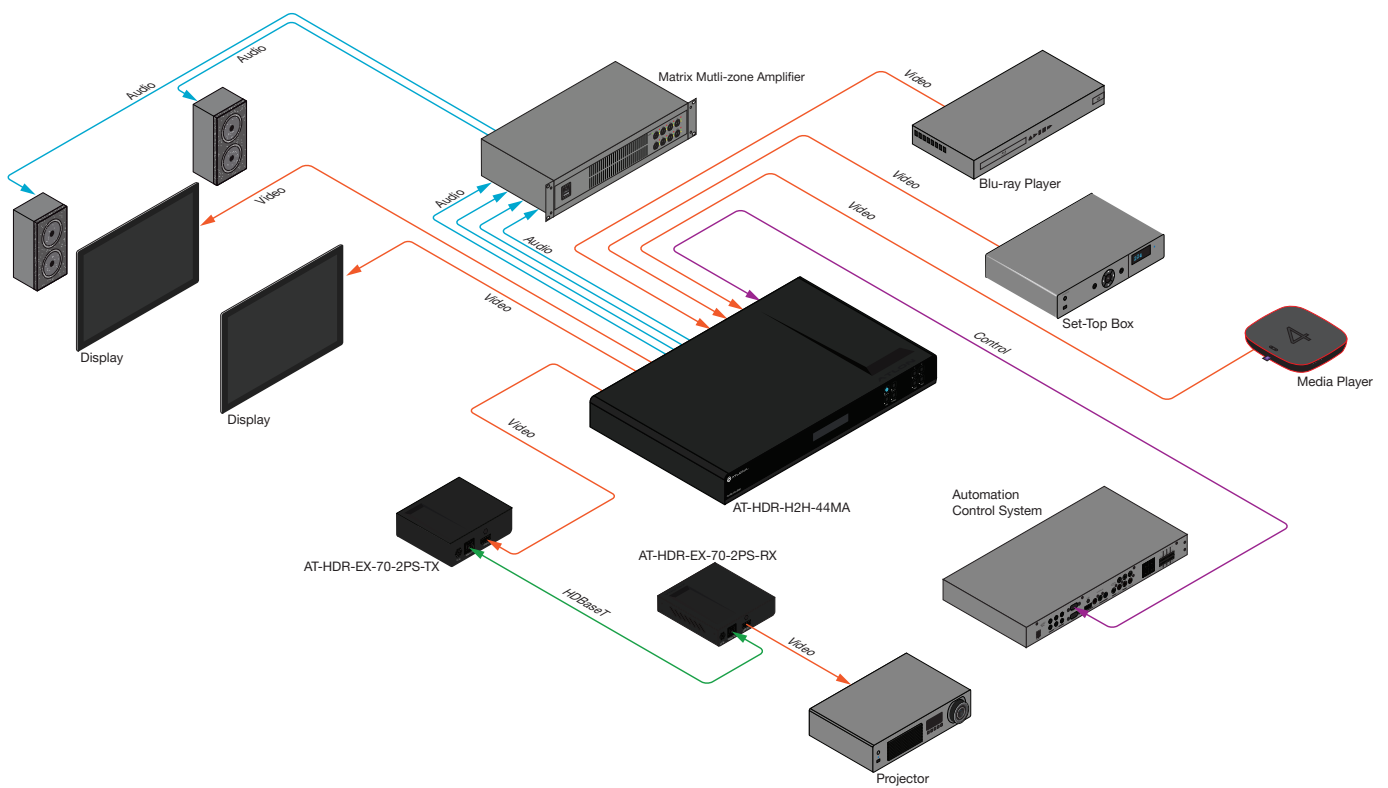 Audio
Audio
Matrix Mutli-zone Amplifier
Video
Blu-ray Player
Video
Audio
Video
Video
Audio
Set-Top Box
Video
Control
Media Player
Display
Display
Video
AT-HDR-H2H-44MA
Automation
Control System
AT-HDR-EX-70-2PS-TX
AT-HDR-EX-70-2PS-RX
HDBaseT
Video
Projector
4